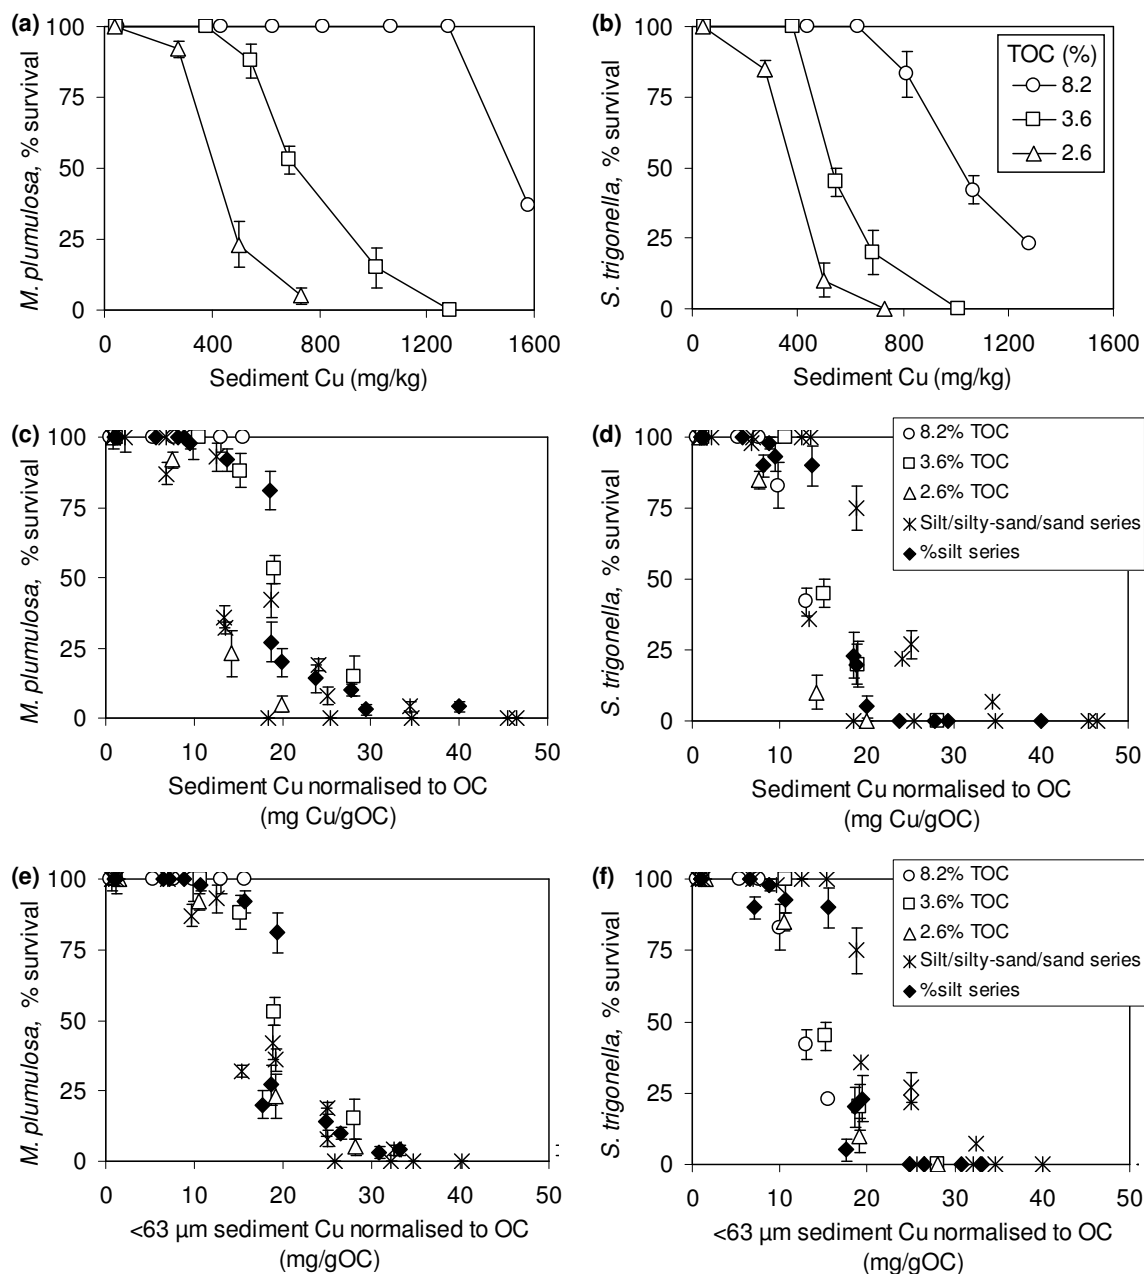 (a)
M. plumulosa, % survival
100
75
50
25
0
0 400 800 1200 1600
Sediment Cu (mg/kg)
(b)
S. trigonella, % survival
100
75
50
25
0
TOC (%)
8.2
3.6
2.6
0 400 800 1200 1600
Sediment Cu (mg/kg)
(c)
M. plumulosa, % survival
100
75
50
25
0
0 10 20 30 40 50
Sediment Cu normalised to OC
(mg Cu/gOC)
(d)
S. trigonella, % survival
100
75
50
25
0
8.2% TOC
3.6% TOC
2.6% TOC
Silt/silty-sand/sand series
%silt series
0 10 20 30 40 50
Sediment Cu normalised to OC
(mg Cu/gOC)
(e)
M. plumulosa, % survival
100
75
50
25
0
0 10 20 30 40 50
<63 µm sediment Cu normalised to OC
(mg/gOC)
(f)
S. trigonella, % survival
100
75
50
25
0
8.2% TOC
3.6% TOC
2.6% TOC
Silt/silty-sand/sand series
%silt series
0 10 20 30 40 50
<63 µm sediment Cu normalised to OC
(mg/gOC)